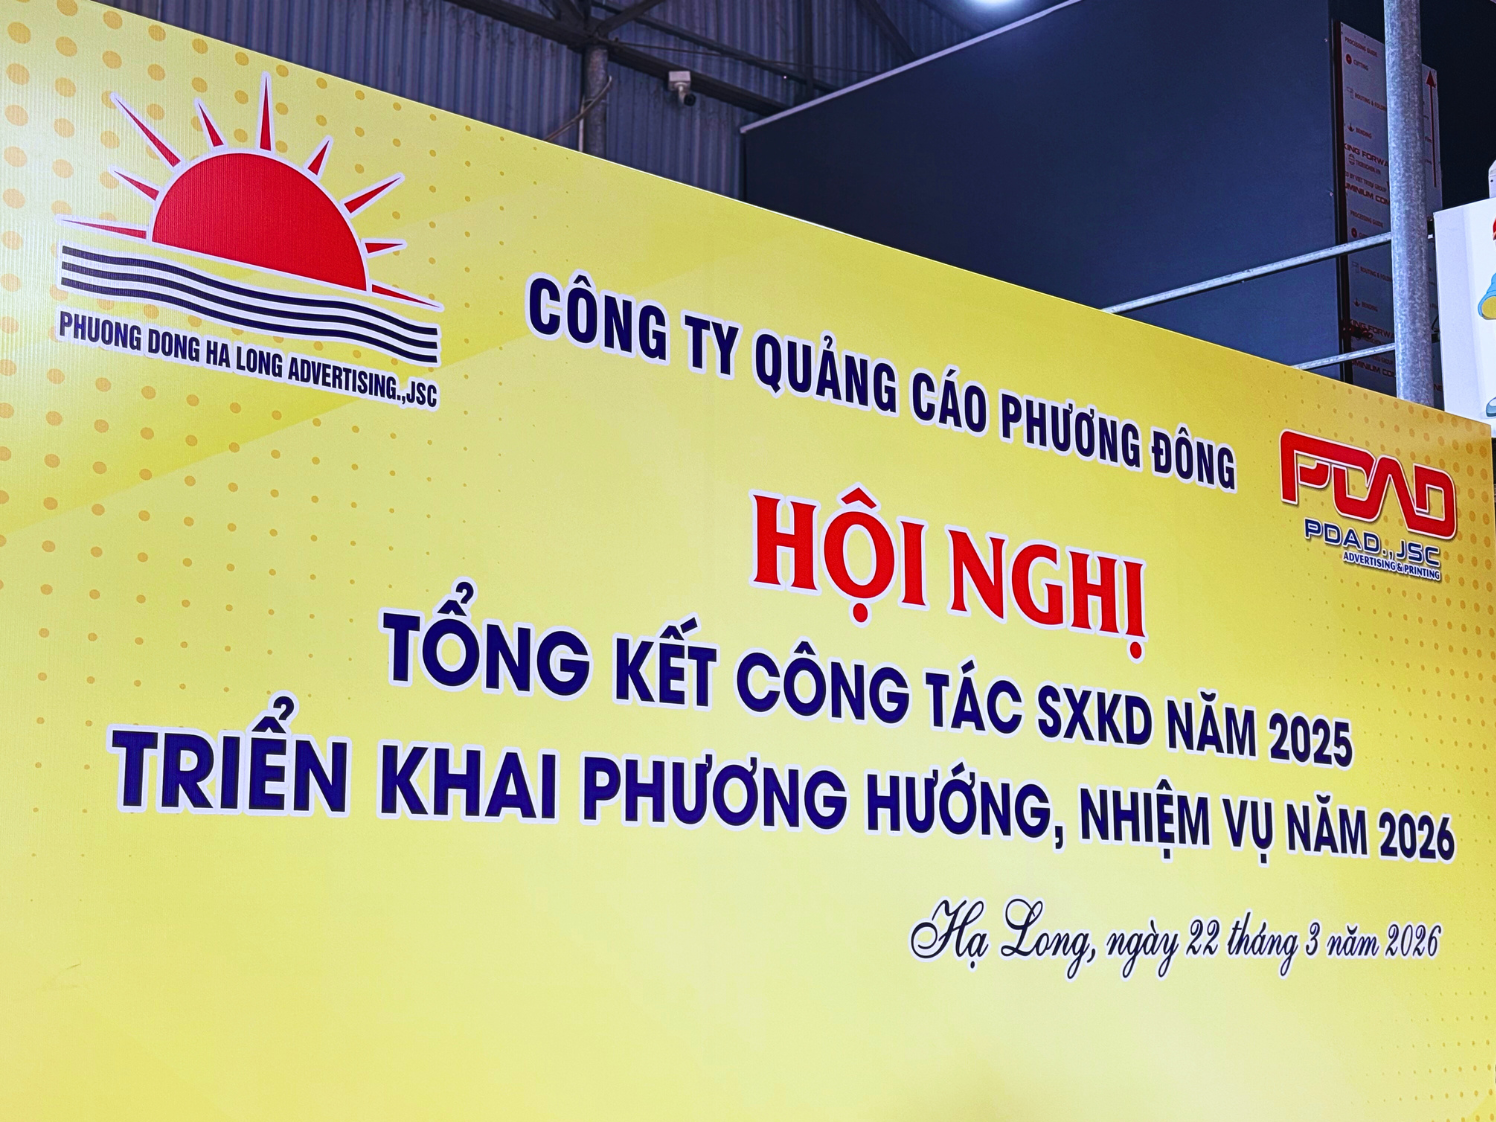 PHUONG DONG HA LONG ADVERTISING.,JSC
CÔNG TY QUẢNG CÁO PHƯƠNG ĐÔNG
PDAD
PDAD.,JSC
ADVERTISING & PRINTING
HỘI NGHỊ
TỔNG KẾT CÔNG TÁC SXKD NĂM 2025
TRIỂN KHAI PHƯƠNG HƯỚNG, NHIỆM VỤ NĂM 2026
Hạ Long, ngày 22 tháng 3 năm 2026